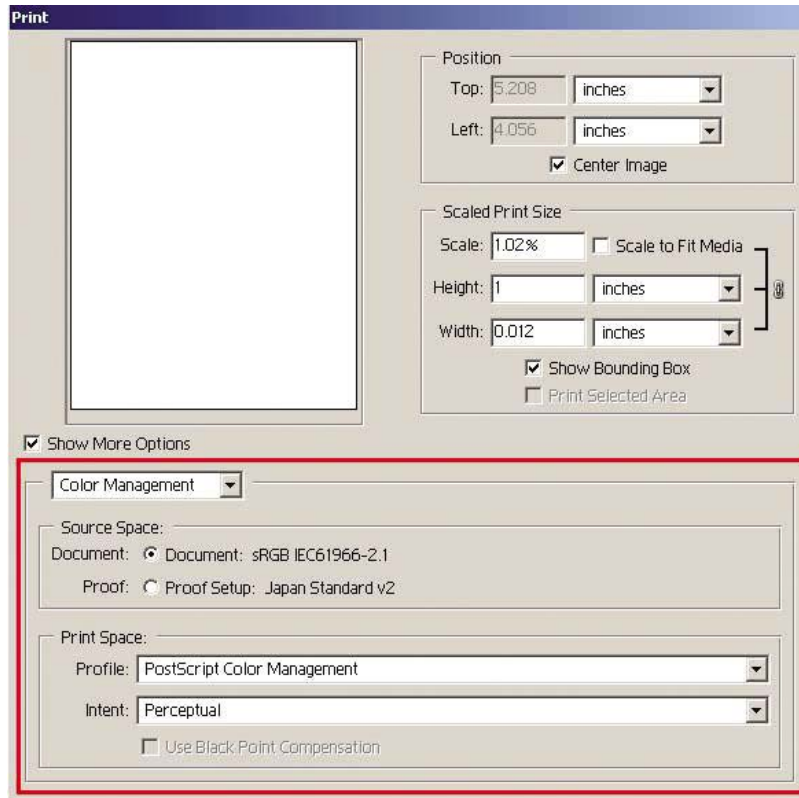 Print
Position
Top: 5.208 inches
Left: 4.056 inches
Center Image
Scaled Print Size
Scale: 1.02% Scale to Fit Media
Height: 1 inches
Width: 0.012 inches
Show Bounding Box
Print Selected Area
Show More Options
Color Management
Source Space:
Document: Document: sRGB IEC61966-2.1
Proof: Proof Setup: Japan Standard v2
Print Space:
Profile: PostScript Color Management
Intent: Perceptual
Use Black Point Compensation